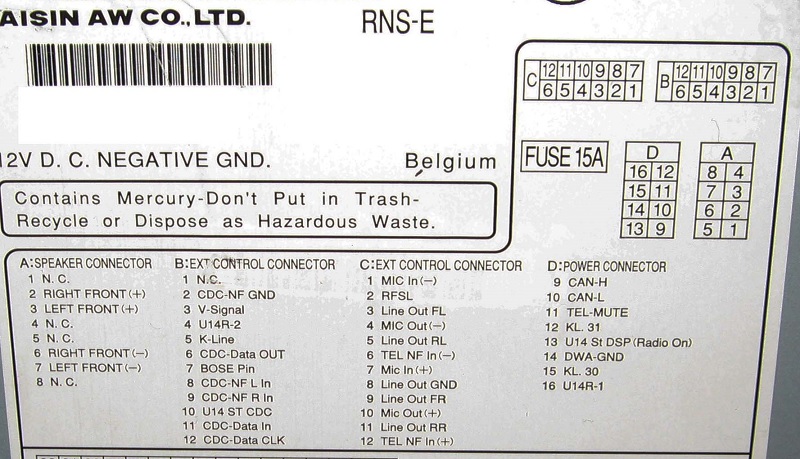 AISIN AW CO.,LTD.
RNS-E
12V D. C. NEGATIVE GND.
Belgium
Contains Mercury-Don't Put in Trash-
Recycle or Dispose as Hazardous Waste.
C
12 11 10 9 8 7
6 5 4 3 2 1
B
12 11 10 9 8 7
6 5 4 3 2 1
FUSE 15A
D
16 12
15 11
14 10
13 9
A
8 4
7 3
6 2
5 1
A:SPEAKER CONNECTOR
1 N. C.
2 RIGHT FRONT(+)
3 LEFT FRONT(+)
4 N. C.
5 N. C.
6 RIGHT FRONT(-)
7 LEFT FRONT(-)
8 N. C.
B:EXT CONTROL CONNECTOR
1 N.C.
2 CDC-NF GND
3 V-Signal
4 U14R-2
5 K-Line
6 CDC-Data OUT
7 BOSE Pin
8 CDC-NF L In
9 CDC-NF R In
10 U14 ST CDC
11 CDC-Data In
12 CDC-Data CLK
C:EXT CONTROL CONNECTOR
1 MIC In(-)
2 RFSL
3 Line Out FL
4 MIC Out(-)
5 Line Out RL
6 TEL NF In(-)
7 Mic In(+)
8 Line Out GND
9 Line Out FR
10 Mic Out(+)
11 Line Out RR
12 TEL NF In(+)
D:POWER CONNECTOR
9 CAN-H
10 CAN-L
11 TEL-MUTE
12 KL. 31
13 U14 St DSP(Radio On)
14 DWA-GND
15 KL. 30
16 U14R-1